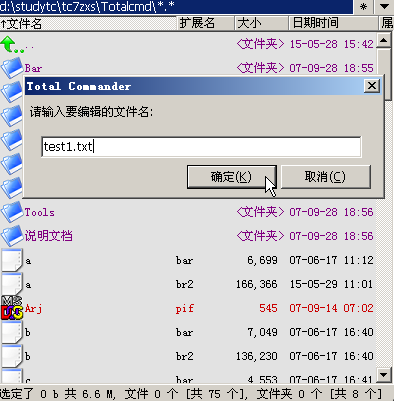 d:\studytc\tc7zxs\Totalcmd\*.* * ▼
↑文件名 扩展名 大小 日期时间 属
.. <文件夹> 15-05-28 15:42
Bar <文件夹> 07-09-28 18:55
Total Commander
请输入要编辑的文件名:
test1.txt
确定(K) 取消(C)
Tools <文件夹> 07-09-28 18:56
说明文档 <文件夹> 07-09-28 18:56
a bar 6,699 07-06-17 11:12
a br2 166,366 15-05-29 11:01
Arj pif 545 07-09-14 07:02
b bar 7,049 07-06-17 16:40
b br2 136,230 07-06-17 16:40
c bar 4,553 07-06-17 16:41
选定了 0 b 共 6.6 M, 文件 0 个 [共 75 个], 文件夹 0 个 [共 8 个]